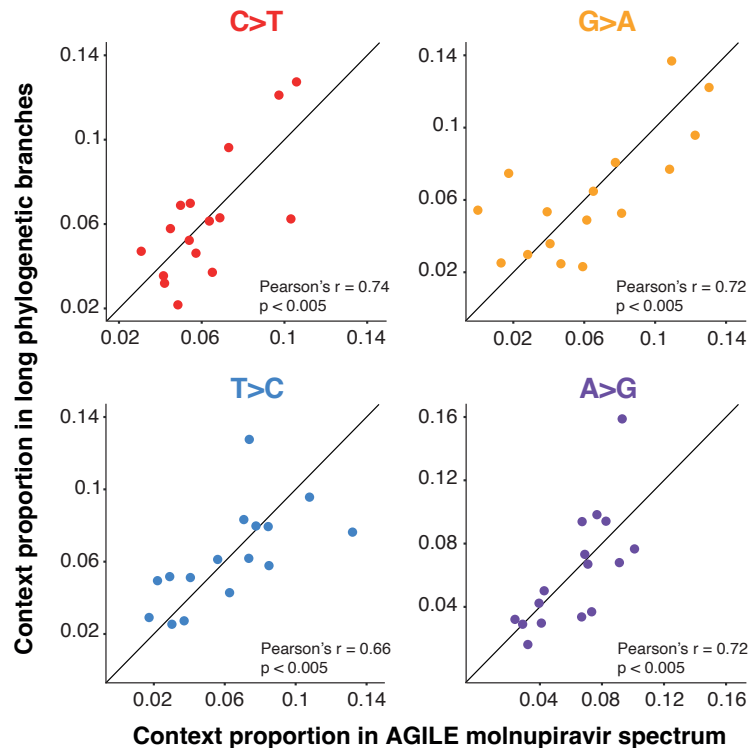 C>T
G>A
Context proportion in long phylogenetic branches
0.14
0.1
0.06
0.02
Pearson's r = 0.74
p < 0.005
0.02
0.06
0.1
0.14
0.14
0.1
0.06
0.02
Pearson's r = 0.72
p < 0.005
0.02
0.06
0.1
0.14
T>C
A>G
0.14
0.1
0.06
0.02
Pearson's r = 0.66
p < 0.005
0.02
0.06
0.1
0.14
0.16
0.12
0.08
0.04
Pearson's r = 0.72
p < 0.005
0.04
0.08
0.12
0.16
Context proportion in AGILE molnupiravir spectrum